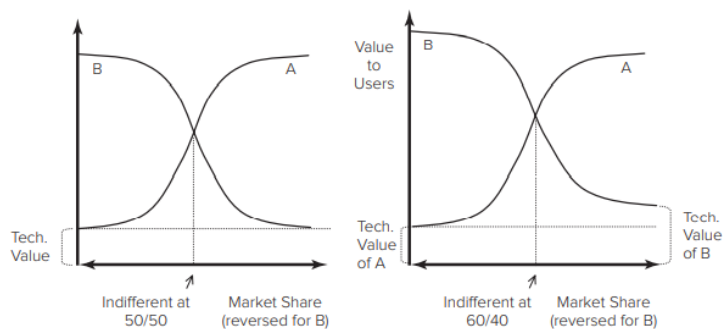 B
A
Tech.
Value
Indifferent at
50/50
Market Share
(reversed for B)
Value
to
Users
B
A
Tech.
Value
of A
Tech.
Value
of B
Indifferent at
60/40
Market Share
(reversed for B)